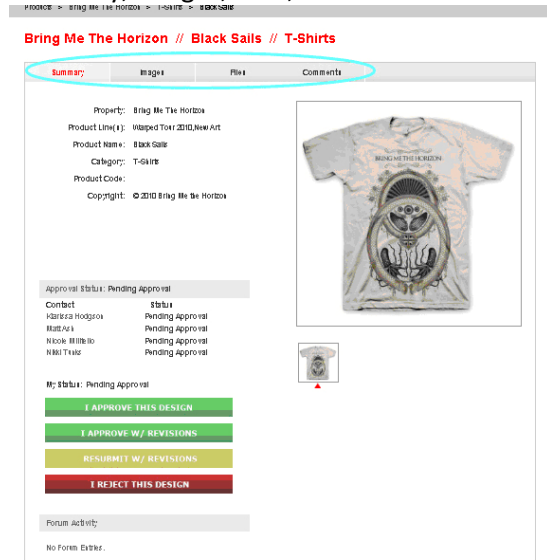 Products > Bring Me The Horizon > T-Shirts > Black Sails
Bring Me The Horizon // Black Sails // T-Shirts
Summary Images Files Comments
Property: Bring Me The Horizon
Product Line(s): Warped Tour 2010,New Art
Product Name: Black Sails
Category: T-Shirts
Product Code:
Copyright: © 2010 Bring Me the Horizon
BRING ME THE HORIZON
Approval Status: Pending Approval
Contact Status
Klarissa Hodgson Pending Approval
Matt Ash Pending Approval
Nicole Pending Approval
Nikki Pending Approval
My Status: Pending Approval
I APPROVE THIS DESIGN
I APPROVE W/ REVISIONS
RESUBMIT W/ REVISIONS
I REJECT THIS DESIGN
Forum Activity
No Forum Entries.